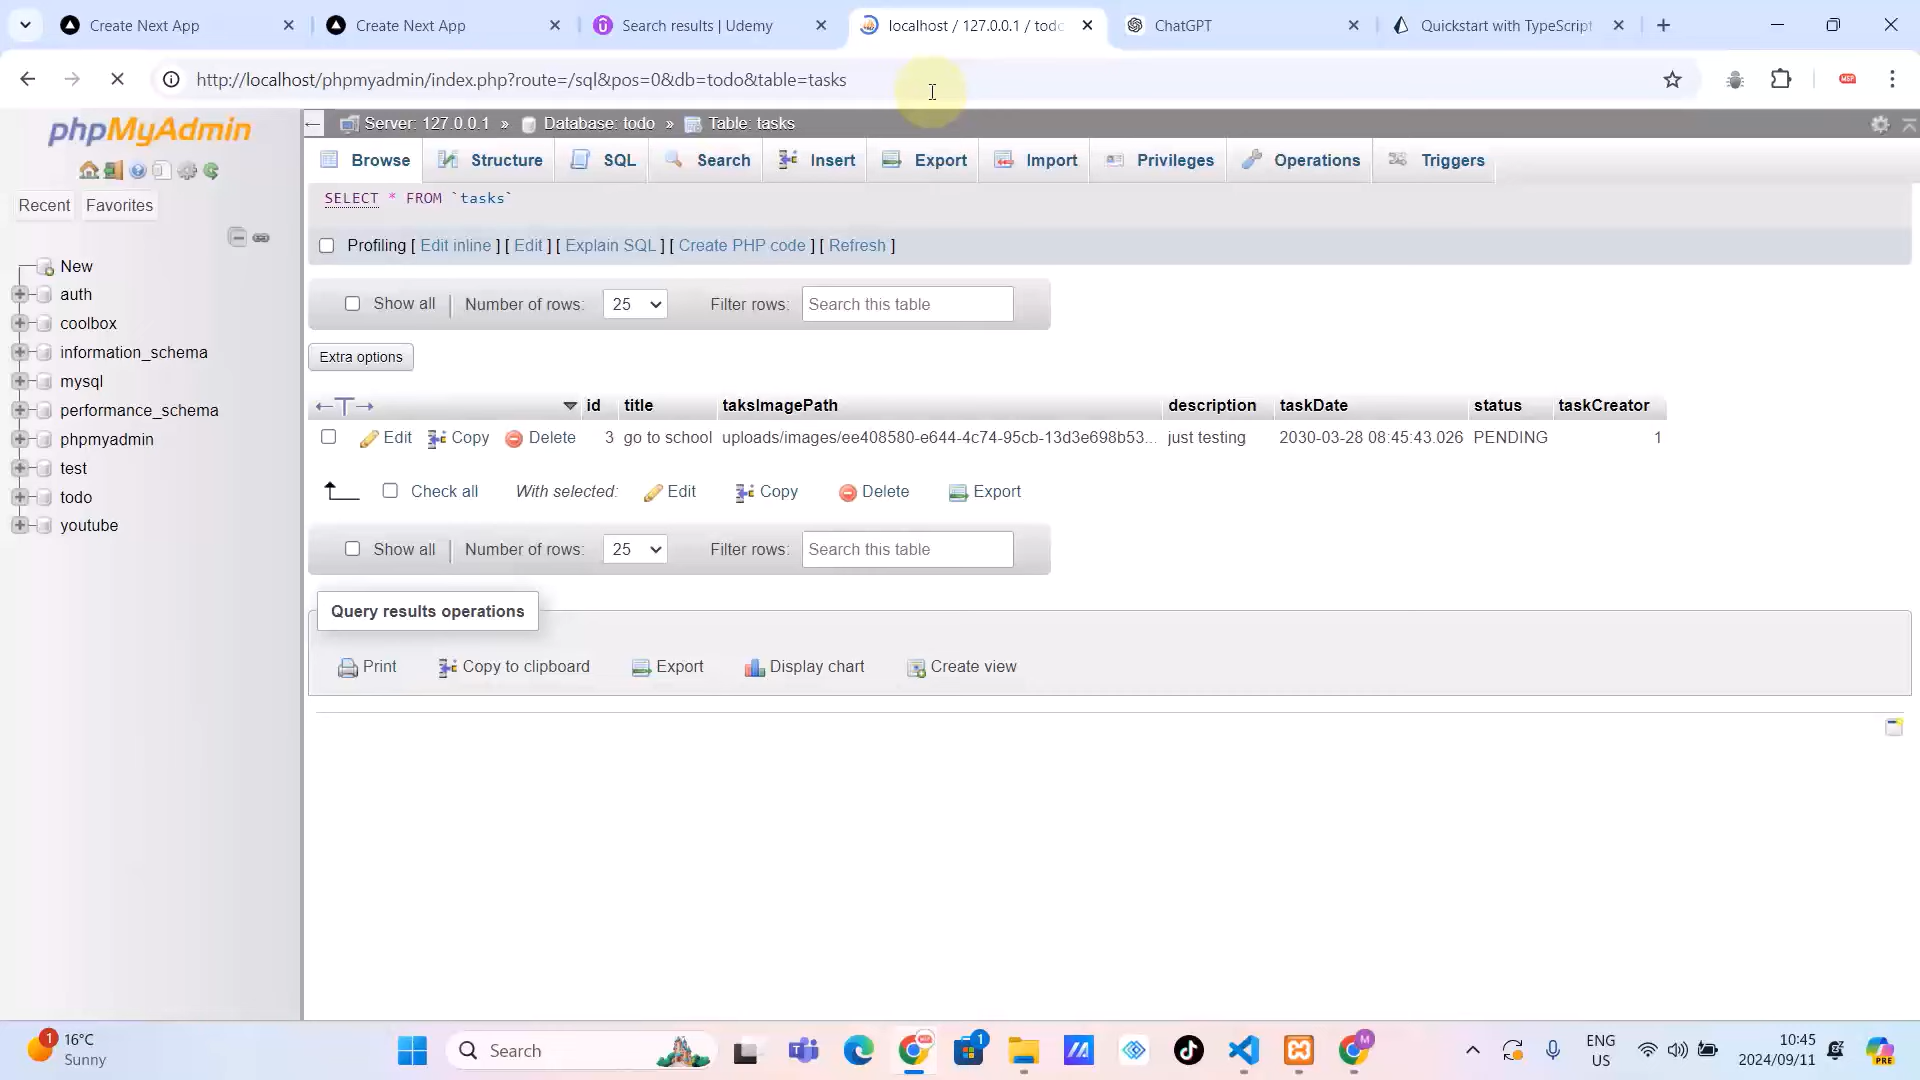 Create Next App
Create Next App
Search results | Udemy
localhost / 127.0.0.1 / todo
ChatGPT
Quickstart with TypeScript
http://localhost/phpmyadmin/index.php?route=/sql&pos=0&db=todo&table=tasks
phpMyAdmin
Recent Favorites
New
auth
coolbox
information_schema
mysql
performance_schema
phpmyadmin
test
todo
youtube
Server: 127.0.0.1 » Database: todo » Table: tasks
Browse Structure SQL Search Insert Export Import Privileges Operations Triggers
SELECT * FROM `tasks`
Profiling [ Edit inline ] [ Edit ] [ Explain SQL ] [ Create PHP code ] [ Refresh ]
Show all Number of rows: 25 Filter rows: Search this table
Extra options
id title taksImagePath description taskDate status taskCreator
Edit Copy Delete 3 go to school uploads/images/ee408580-e644-4c74-95cb-13d3e698b53... just testing 2030-03-28 08:45:43.026 PENDING 1
Check all With selected: Edit Copy Delete Export
Show all Number of rows: 25 Filter rows: Search this table
Query results operations
Print Copy to clipboard Export Display chart Create view
1
16°C
Sunny
Search
1
M
ENG
US
10:45
2024/09/11
PRE